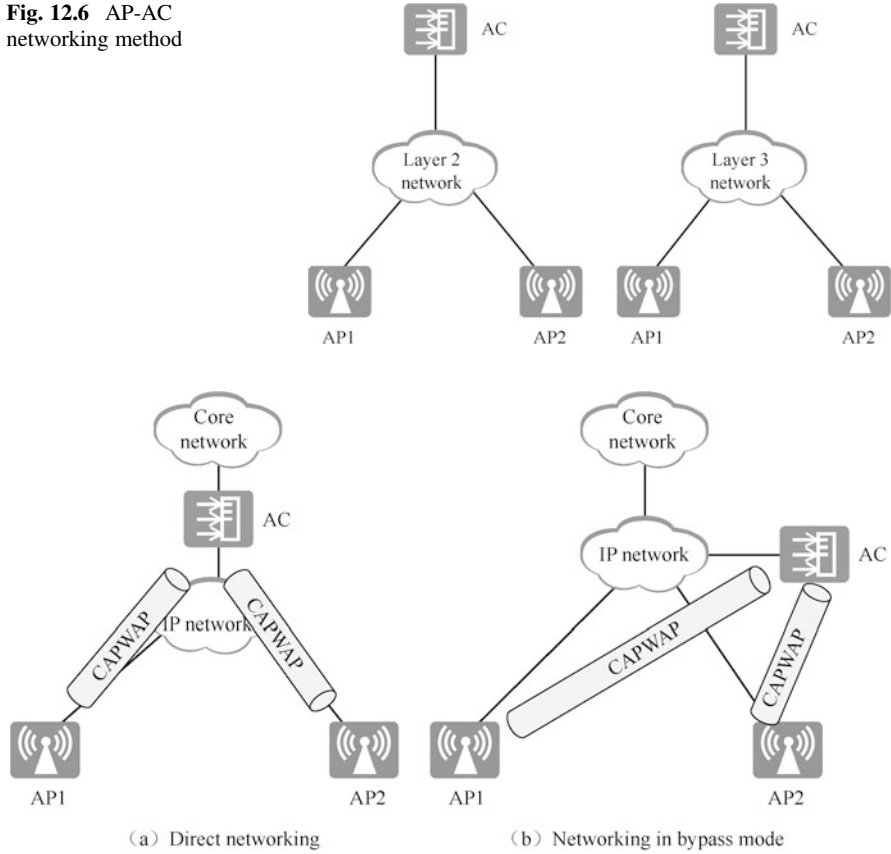 Fig. 12.6 AP-AC
networking method
AC
AC
Layer 2
network
Layer 3
network
AP1
AP2
AP1
AP2
Core
network
AC
CAPWAP
IP network
CAPWAP
AP1
AP2
(a) Direct networking
Core
network
IP network
AC
CAPWAP
CAPWAP
AP1
AP2
(b) Networking in bypass mode